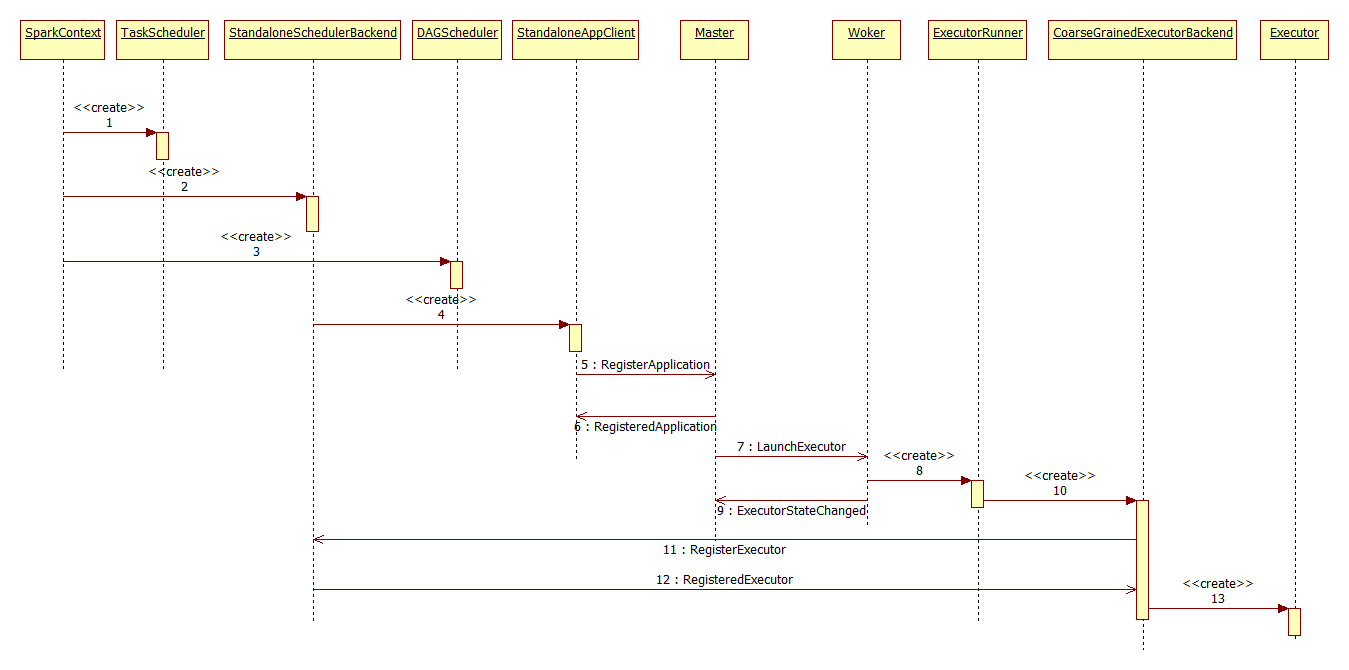 SparkContext
TaskScheduler
StandaloneSchedulerBackend
DAGScheduler
StandaloneAppClient
Master
Woker
ExecutorRunner
CoarseGrainedExecutorBackend
Executor
<<create>>
1
<<create>>
2
<<create>>
3
<<create>>
4
5 : RegisterApplication
6 : RegisteredApplication
7 : LaunchExecutor
<<create>>
8
9 : ExecutorStateChanged
<<create>>
10
11 : RegisterExecutor
12 : RegisteredExecutor
<<create>>
13